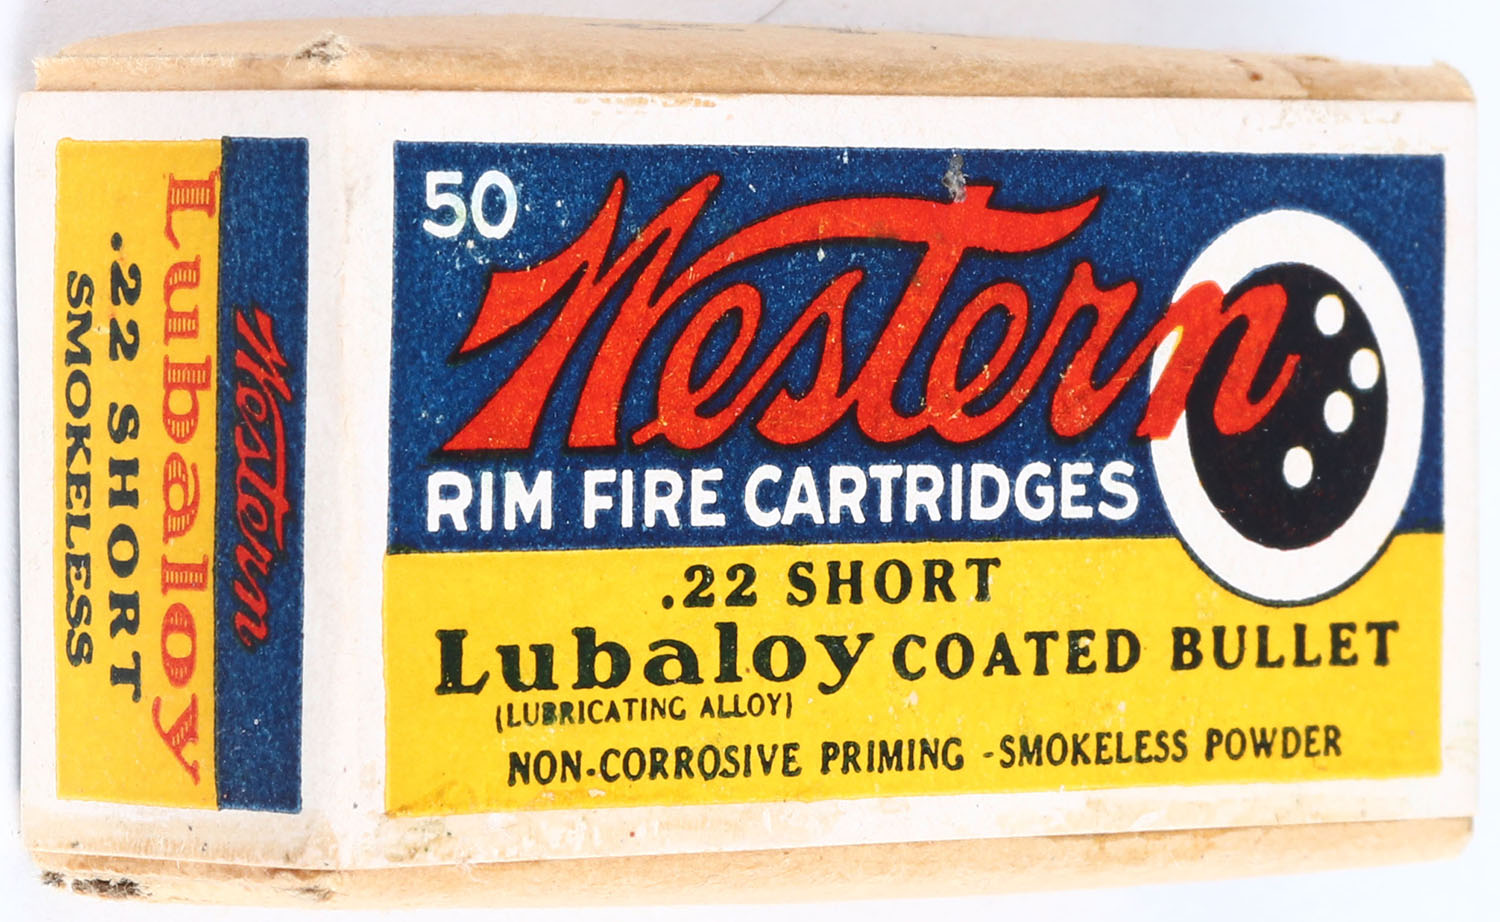 50
Western
RIM FIRE CARTRIDGES
.22 SHORT
Lubaloy COATED BULLET
(LUBRICATING ALLOY)
NON-CORROSIVE PRIMING - SMOKELESS POWDER
Western
Lubaloy
.22 SHORT
SMOKELESS